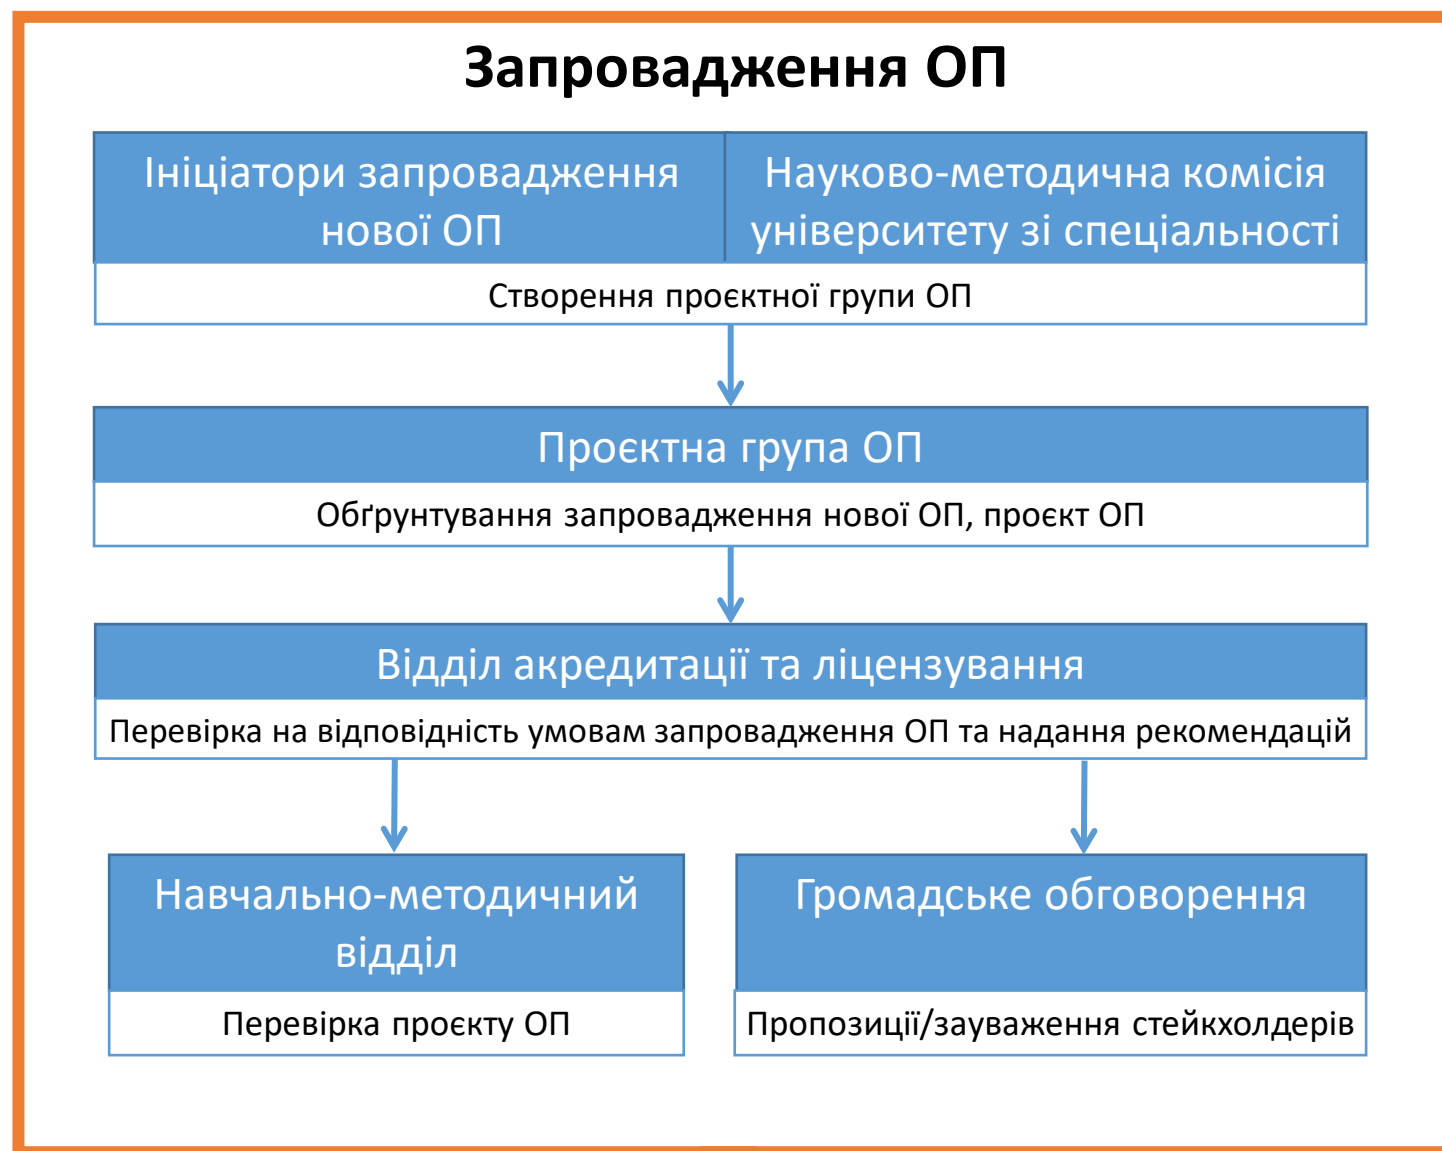 Запровадження ОП
Ініціатори запровадження
нової ОП
Науково-методична комісія
університету зі спеціальності
Створення проєктної групи ОП
Проєктна група ОП
Обґрунтування запровадження нової ОП, проєкт ОП
Відділ акредитації та ліцензування
Перевірка на відповідність умовам запровадження ОП та надання рекомендацій
Навчально-методичний
відділ
Перевірка проєкту ОП
Громадське обговорення
Пропозиції/зауваження стейкхолдерів